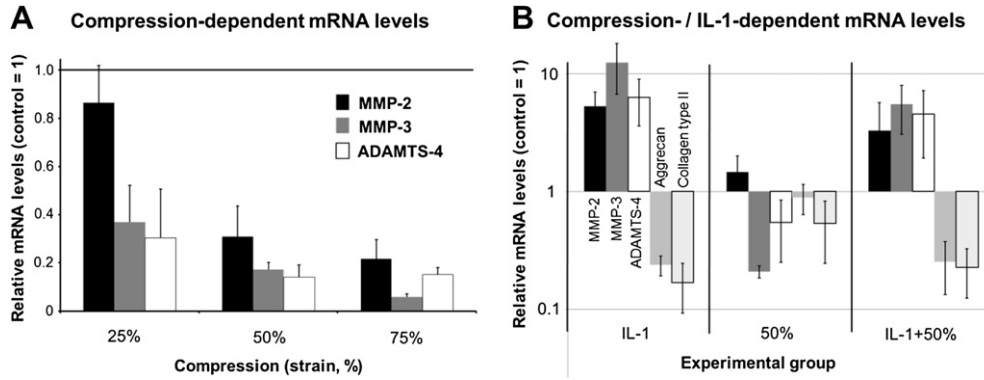 A
Compression-dependent mRNA levels
Relative mRNA levels (control = 1)
1.0
0.8
0.6
0.4
0.2
0
MMP-2
MMP-3
ADAMTS-4
25%
50%
75%
Compression (strain, %)
B
Compression- / IL-1-dependent mRNA levels
Relative mRNA levels (control = 1)
10
1
0.1
MMP-2
MMP-3
ADAMTS-4
Aggrecan
Collagen type II
IL-1
50%
IL-1+50%
Experimental group